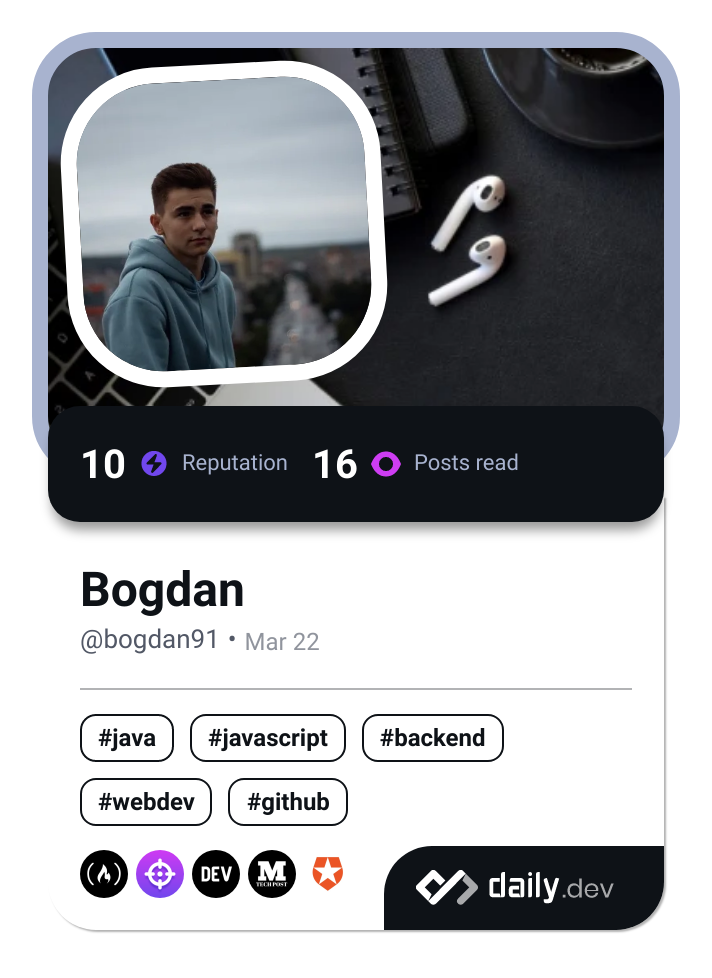 10 Reputation 16 Posts read
Bogdan
@bogdan91 • Mar 22
#java #javascript #backend
#webdev #github
DEV M TECH POST
daily.dev